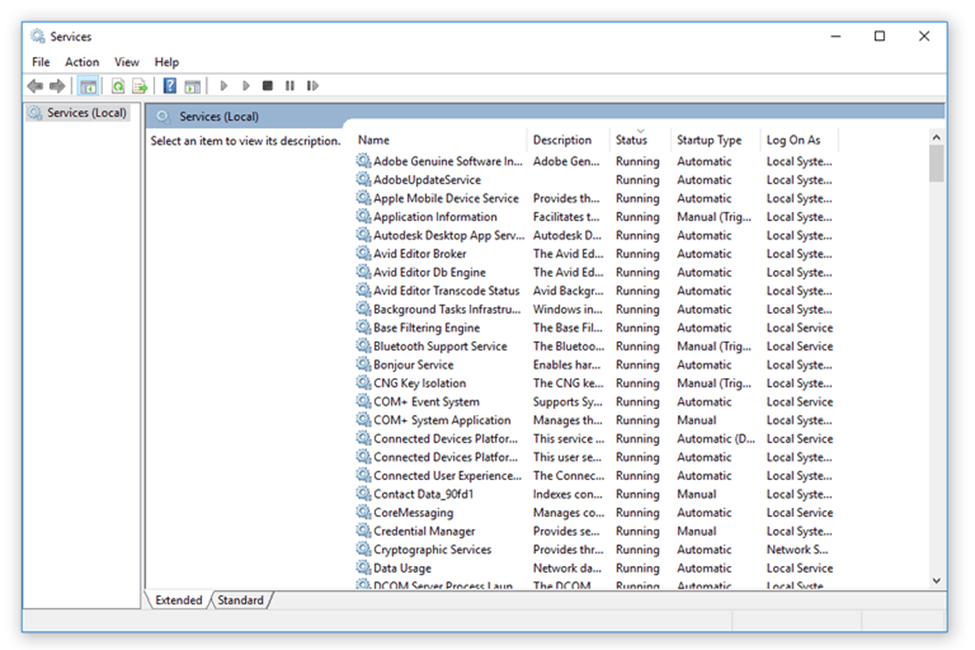 Services
File Action View Help
Services (Local)
Services (Local)
Select an item to view its description.
Name Description Status Startup Type Log On As
Adobe Genuine Software In... Adobe Gen... Running Automatic Local Syste...
AdobeUpdateService Running Automatic Local Syste...
Apple Mobile Device Service Provides th... Running Automatic Local Syste...
Application Information Facilitates t... Running Manual (Trig... Local Syste...
Autodesk Desktop App Serv... Autodesk D... Running Automatic Local Syste...
Avid Editor Broker The Avid Ed... Running Automatic Local Syste...
Avid Editor Db Engine The Avid Ed... Running Automatic Local Syste...
Avid Editor Transcode Status Avid Backgr... Running Automatic Local Syste...
Background Tasks Infrastru... Windows in... Running Automatic Local Syste...
Base Filtering Engine The Base Fil... Running Automatic Local Service
Bluetooth Support Service The Bluetoo... Running Manual (Trig... Local Service
Bonjour Service Enables har... Running Automatic Local Syste...
CNG Key Isolation The CNG ke... Running Manual (Trig... Local Syste...
COM+ Event System Supports Sy... Running Automatic Local Service
COM+ System Application Manages th... Running Manual Local Syste...
Connected Devices Platfor... This service ... Running Automatic (D... Local Service
Connected Devices Platfor... This user se... Running Automatic Local Syste...
Connected User Experience... The Connec... Running Automatic Local Syste...
Contact Data_90fd1 Indexes con... Running Manual Local Syste...
CoreMessaging Manages co... Running Automatic Local Service
Credential Manager Provides se... Running Manual Local Syste...
Cryptographic Services Provides thr... Running Automatic Network S...
Data Usage Network da... Running Automatic Local Service
DCOM Server Process Laun... The DCOM... Running Automatic Local Syste...
Extended Standard